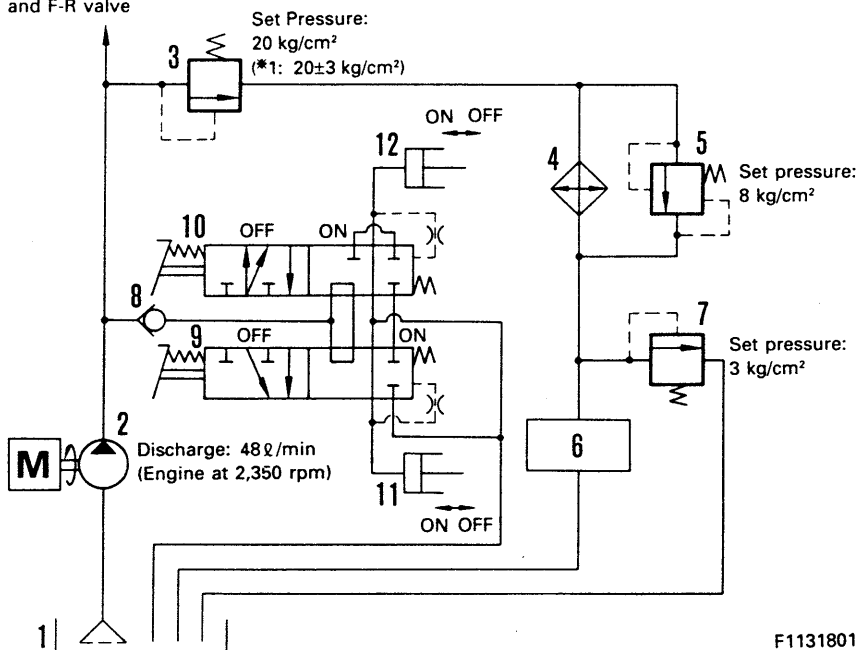 and F-R valve
Set Pressure:
20 kg/cm²
(*1: 20±3 kg/cm²)
3
ON OFF
12
4
5
Set pressure:
8 kg/cm²
10
OFF
ON
8
9
OFF
ON
7
Set pressure:
3 kg/cm²
2
M
Discharge: 48ℓ/min
(Engine at 2,350 rpm)
6
11
ON OFF
1
F1131801